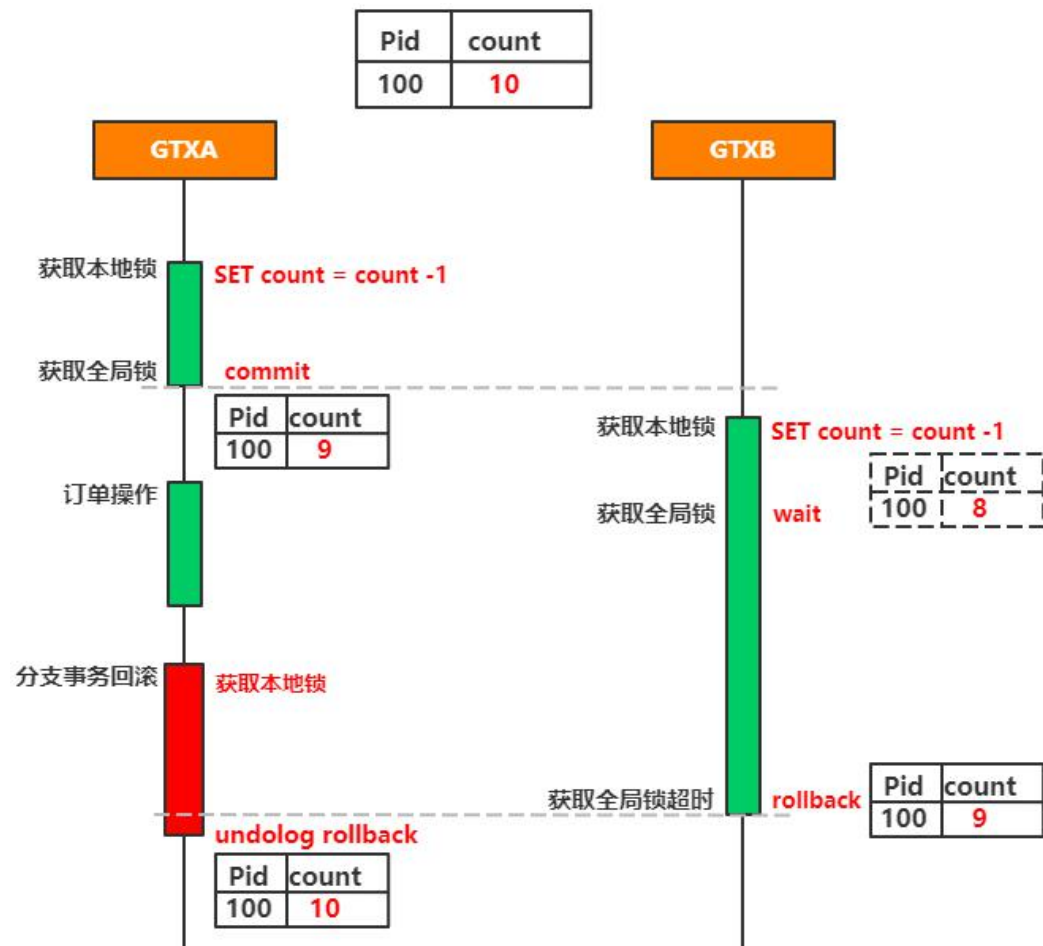 Pid count
100 10
GTXA GTXB
获取本地锁 SET count = count -1
获取全局锁 commit
Pid count
100 9
获取本地锁 SET count = count -1
Pid count
100 8
订单操作
获取全局锁 wait
分支事务回滚 获取本地锁
获取全局锁超时 rollback
Pid count
100 9
undolog rollback
Pid count
100 10